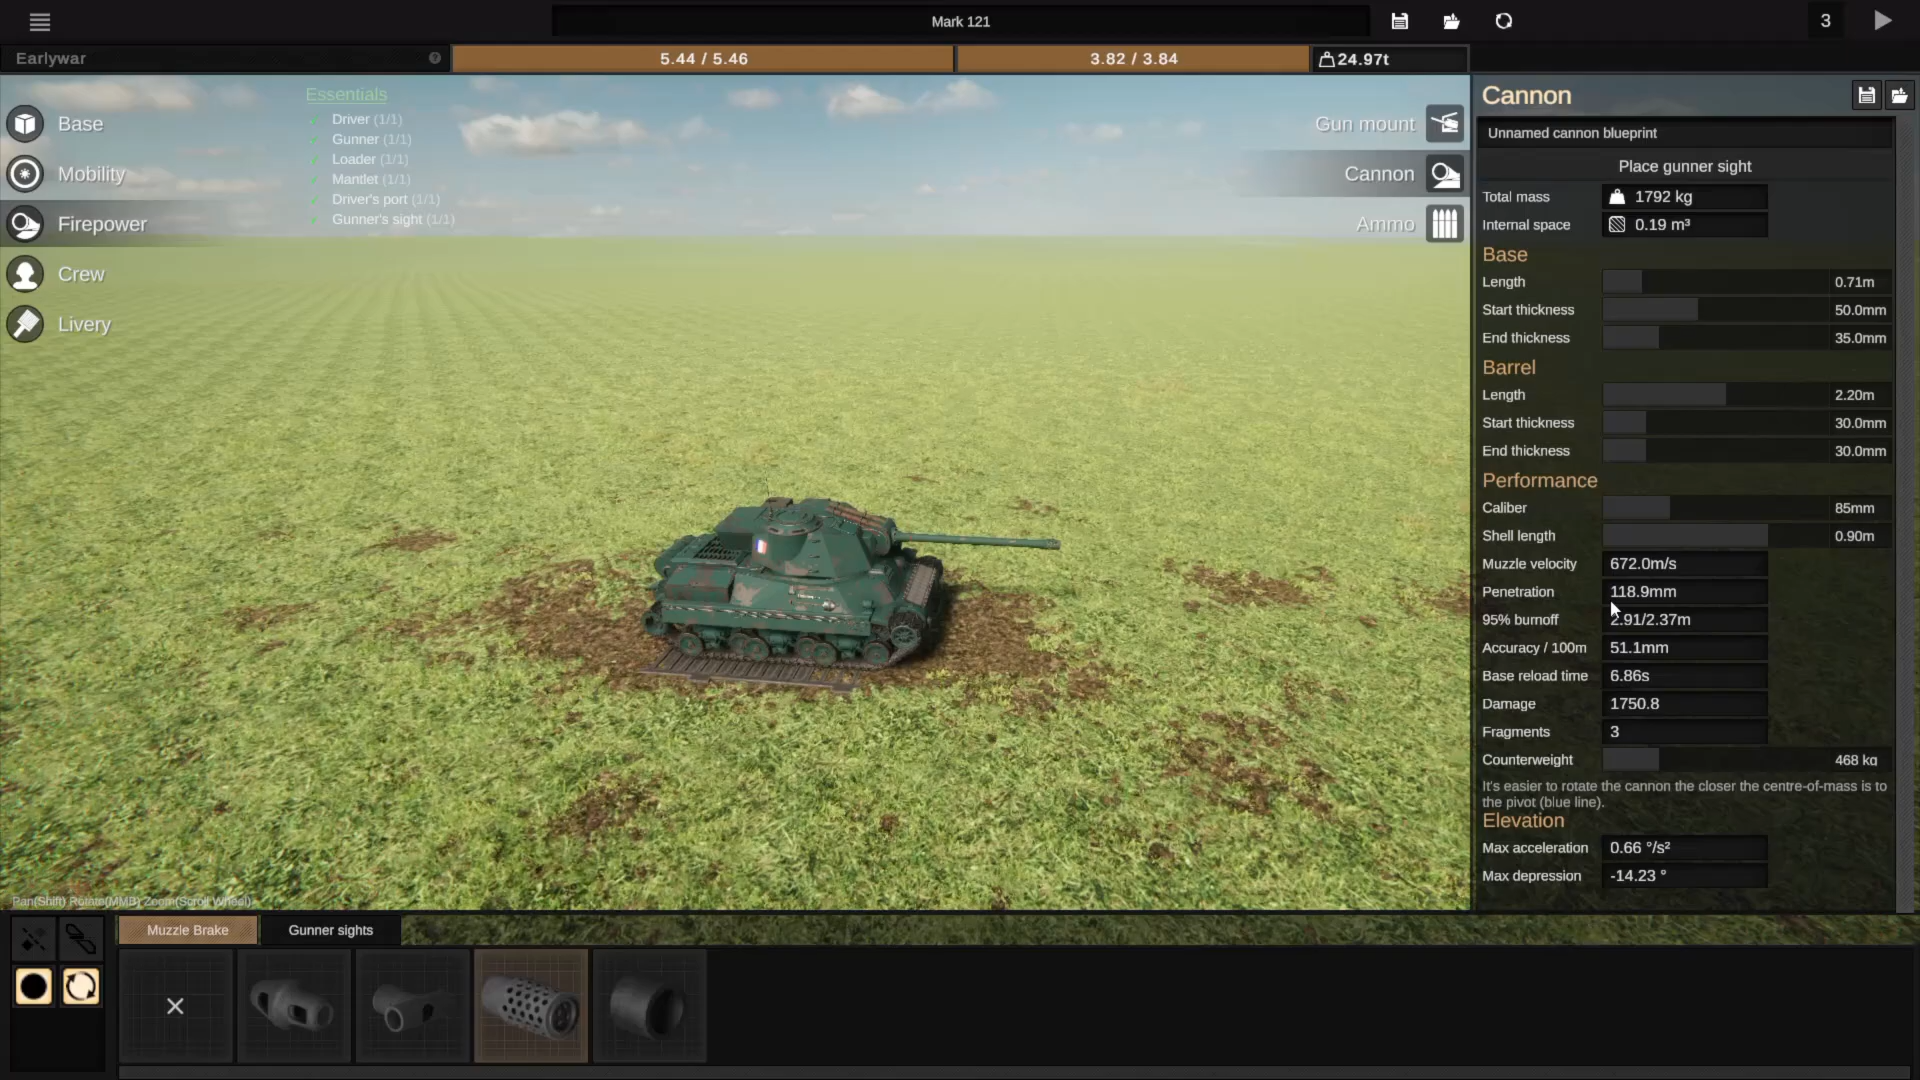 Mark 121
3
Earlywar
?
5.44 / 5.46
3.82 / 3.84
24.97t
Essentials
Driver (1/1)
Gunner (1/1)
Loader (1/1)
Mantlet (1/1)
Driver's port (1/1)
Gunner's sight (1/1)
Base
Mobility
Firepower
Crew
Livery
Gun mount
Cannon
Ammo
Cannon
Unnamed cannon blueprint
Place gunner sight
Total mass 1792 kg
Internal space 0.19 m³
Base
Length 0.71m
Start thickness 50.0mm
End thickness 35.0mm
Barrel
Length 2.20m
Start thickness 30.0mm
End thickness 30.0mm
Performance
Caliber 85mm
Shell length 0.90m
Muzzle velocity 672.0m/s
Penetration 118.9mm
95% burnoff 2.91/2.37m
Accuracy / 100m 51.1mm
Base reload time 6.86s
Damage 1750.8
Fragments 3
Counterweight 468 kg
It's easier to rotate the cannon the closer the centre-of-mass is to
the pivot (blue line).
Elevation
Max acceleration 0.66 °/s²
Max depression -14.23 °
Pan(Shift) Rotate(MMB) Zoom(Scroll Wheel)
Muzzle Brake
Gunner sights